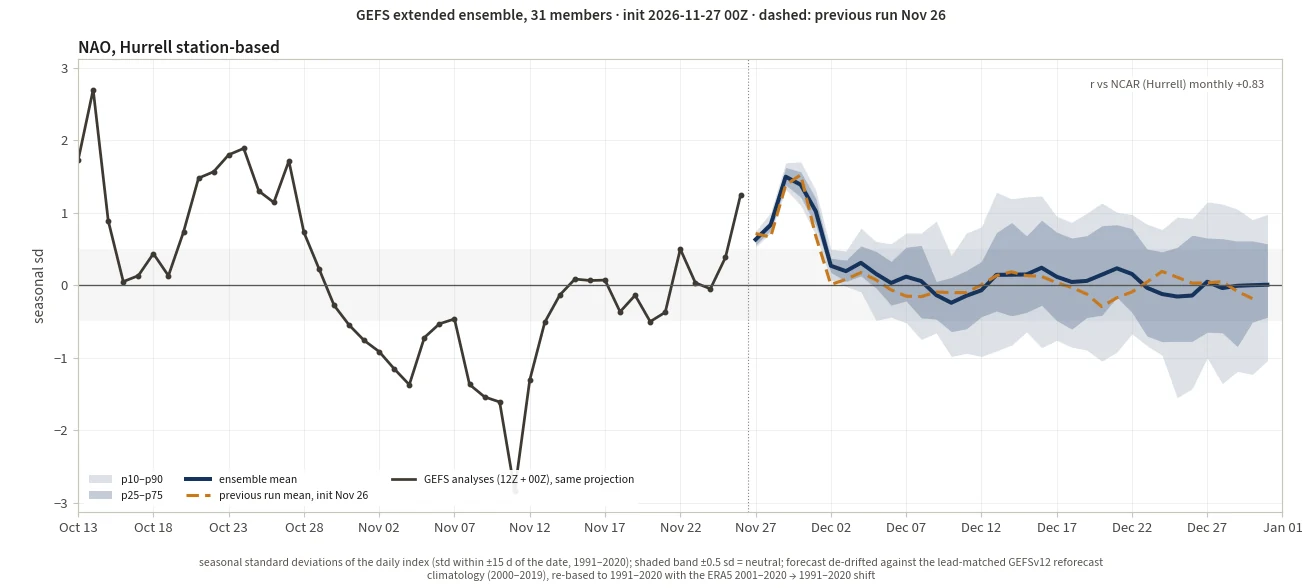 GEFS extended ensemble, 31 members · init 2026-11-27 00Z · dashed: previous run Nov 26
NAO, Hurrell station-based
r vs NCAR (Hurrell) monthly +0.83
seasonal sd
3
2
1
0
−1
−2
−3
p10–p90
ensemble mean
GEFS analyses (12Z + 00Z), same projection
p25–p75
previous run mean, init Nov 26
Oct 13
Oct 18
Oct 23
Oct 28
Nov 02
Nov 07
Nov 12
Nov 17
Nov 22
Nov 27
Dec 02
Dec 07
Dec 12
Dec 17
Dec 22
Dec 27
Jan 01
seasonal standard deviations of the daily index (std within ±15 d of the date, 1991–2020); shaded band ±0.5 sd = neutral; forecast de-drifted against the lead-matched GEFSv12 reforecast
climatology (2000–2019), re-based to 1991–2020 with the ERA5 2001–2020 → 1991–2020 shift